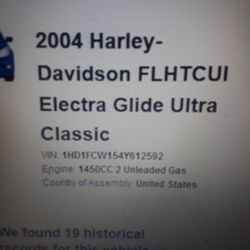 2004 Harley-
Davidson FLHTCUI
Electra Glide Ultra
Classic
VIN: 1HD1FCW154Y612592
Engine: 1450CC 2 Unleaded Gas
Country of Assembly: United States
We found 19 historical
records for this vehicle